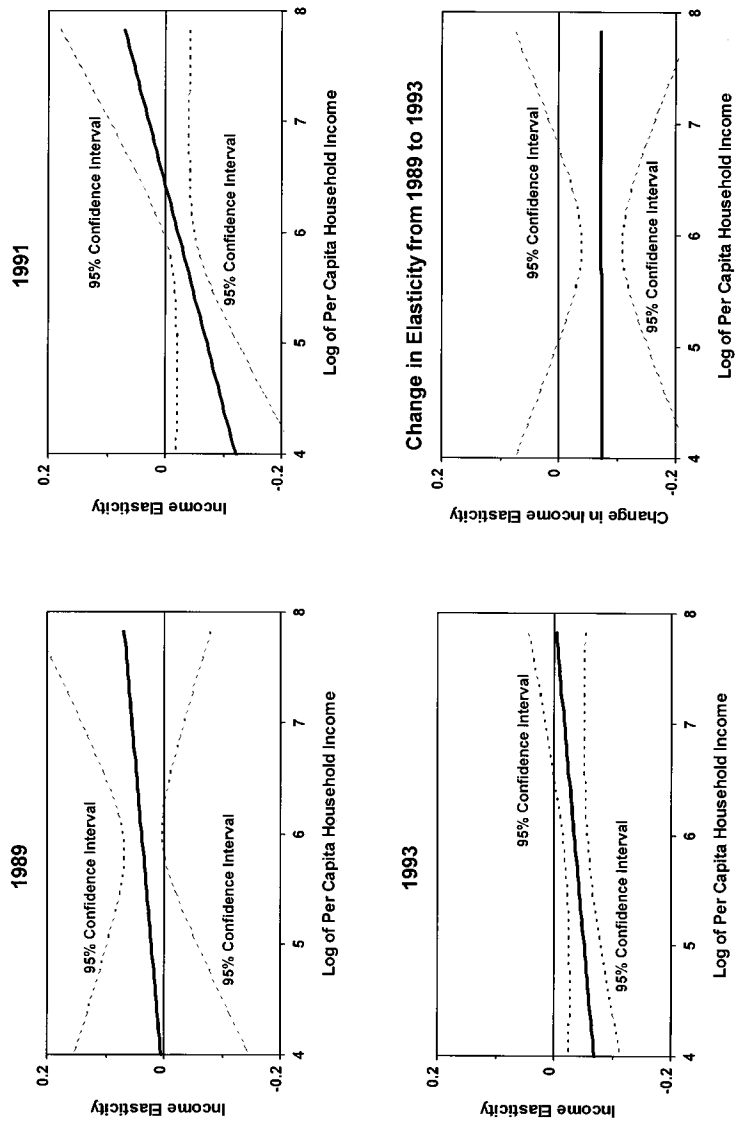 1989
0.2
0
-0.2
Income Elasticity
95% Confidence Interval
95% Confidence Interval
4
5
6
7
8
Log of Per Capita Household Income
1991
0.2
0
-0.2
Income Elasticity
95% Confidence Interval
95% Confidence Interval
4
5
6
7
8
Log of Per Capita Household Income
1993
0.2
0
-0.2
Income Elasticity
95% Confidence Interval
95% Confidence Interval
4
5
6
7
8
Log of Per Capita Household Income
Change in Elasticity from 1989 to 1993
0.2
0
-0.2
Change in Income Elasticity
95% Confidence Interval
95% Confidence Interval
4
5
6
7
8
Log of Per Capita Household Income